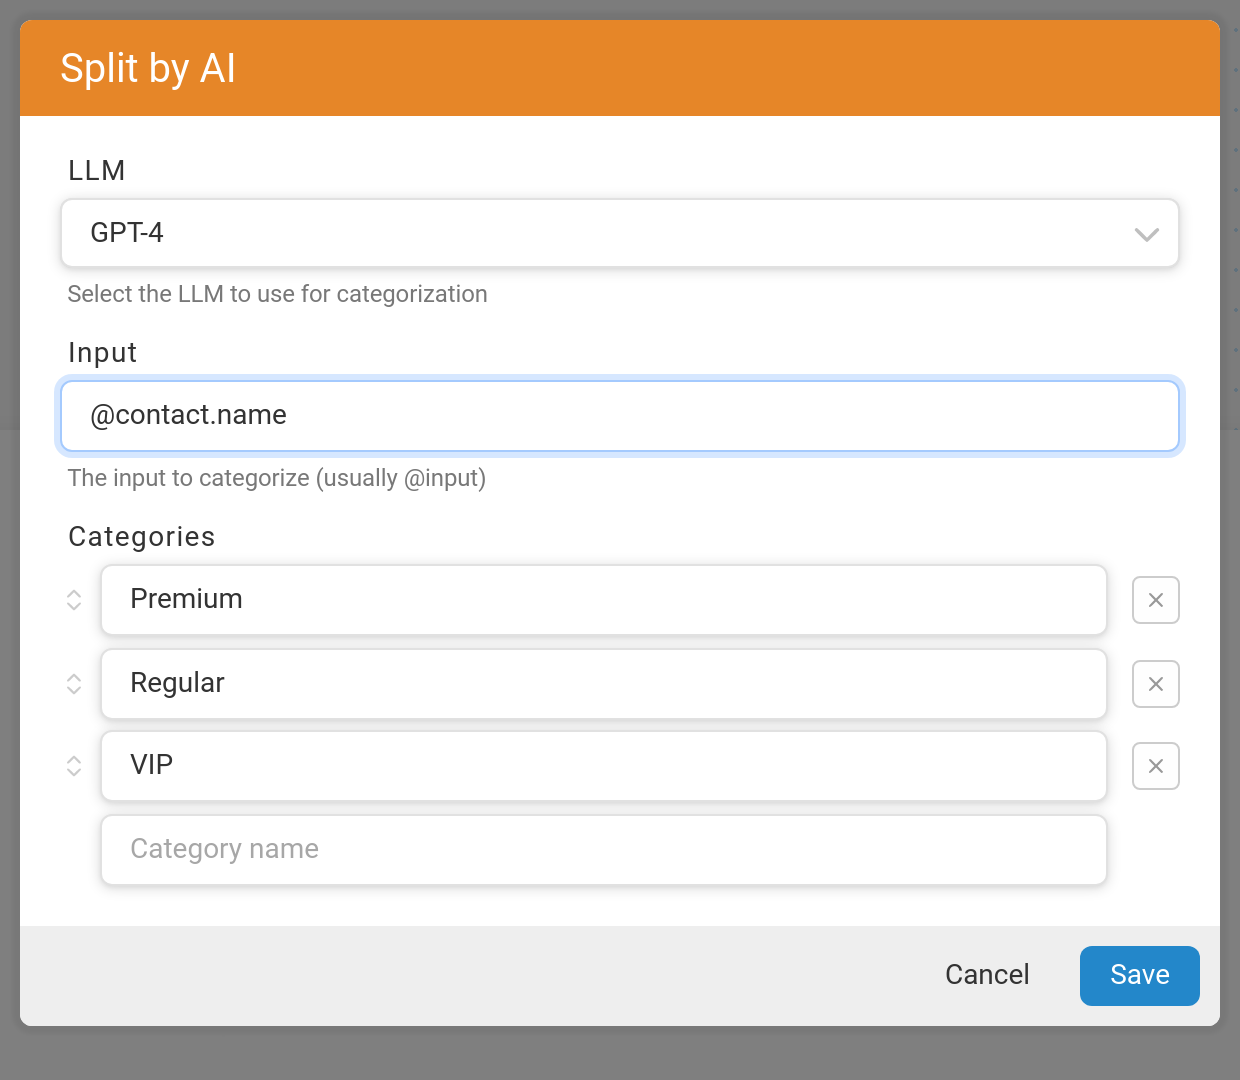 Split by AI
LLM
GPT-4
Select the LLM to use for categorization
Input
@contact.name
The input to categorize (usually @input)
Categories
Premium
Regular
VIP
Category name
Cancel
Save